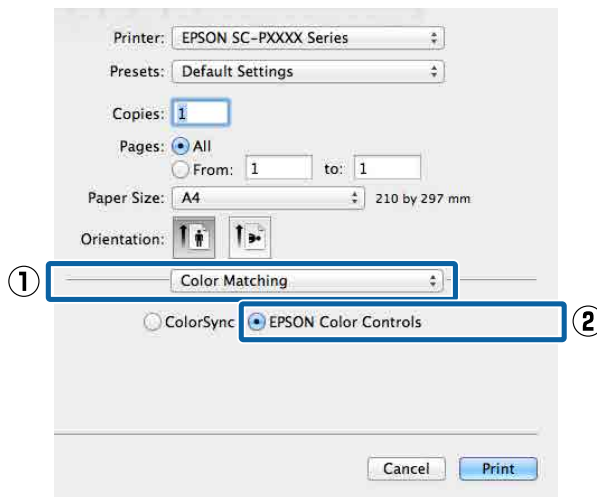 Printer: EPSON SC-PXXXX Series
Presets: Default Settings
Copies: 1
Pages: All
From: 1 to: 1
Paper Size: A4 210 by 297 mm
Orientation:
① Color Matching
ColorSync EPSON Color Controls ②
Cancel Print